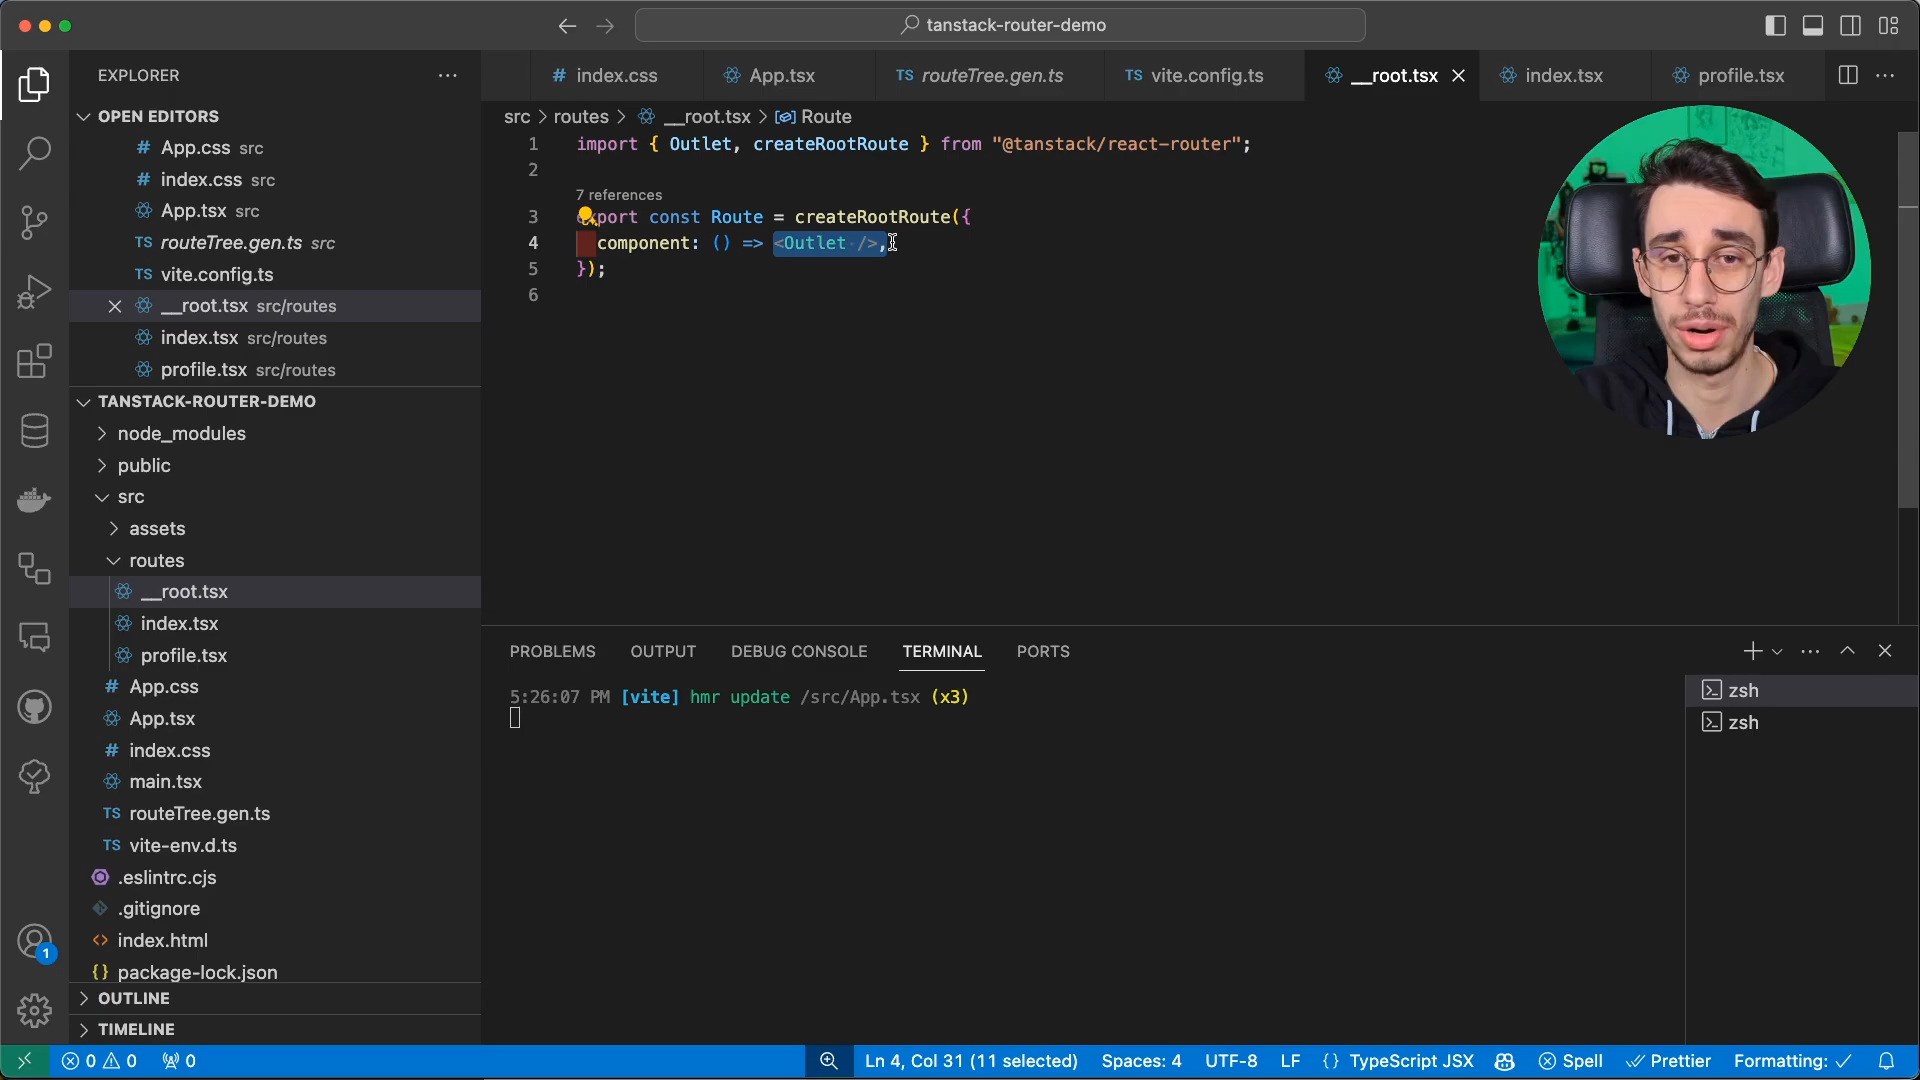 tanstack-router-demo
EXPLORER
# index.css
App.tsx
TS routeTree.gen.ts
TS vite.config.ts
__root.tsx
index.tsx
profile.tsx
OPEN EDITORS
# App.css src
# index.css src
App.tsx src
TS routeTree.gen.ts src
TS vite.config.ts
__root.tsx src/routes
index.tsx src/routes
profile.tsx src/routes
TANSTACK-ROUTER-DEMO
node_modules
public
src
assets
routes
__root.tsx
index.tsx
profile.tsx
# App.css
App.tsx
# index.css
main.tsx
TS routeTree.gen.ts
TS vite-env.d.ts
.eslintrc.cjs
.gitignore
<> index.html
{} package-lock.json
OUTLINE
TIMELINE
src > routes > __root.tsx > Route
1 import { Outlet, createRootRoute } from "@tanstack/react-router";
2
7 references
3 export const Route = createRootRoute({
4 component: () => <Outlet />,
5 });
6
PROBLEMS OUTPUT DEBUG CONSOLE TERMINAL PORTS
5:26:07 PM [vite] hmr update /src/App.tsx (x3)
zsh
zsh
1
0 0 0
Ln 4, Col 31 (11 selected) Spaces: 4 UTF-8 LF {} TypeScript JSX Spell Prettier Formatting: ✓